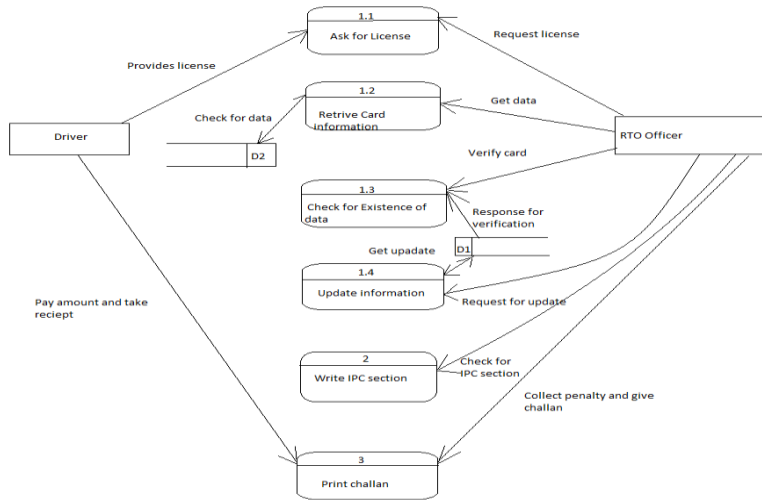 1.1
Ask for License
Request license
Provides license
1.2
Retrive Card
Information
Get data
Check for data
Driver
RTO Officer
D2
Verify card
1.3
Check for Existence of
data
Response for
verification
D1
Get upadate
1.4
Update information
Request for update
Pay amount and take
reciept
2
Write IPC section
Check for
IPC section
Collect penalty and give
challan
3
Print challan